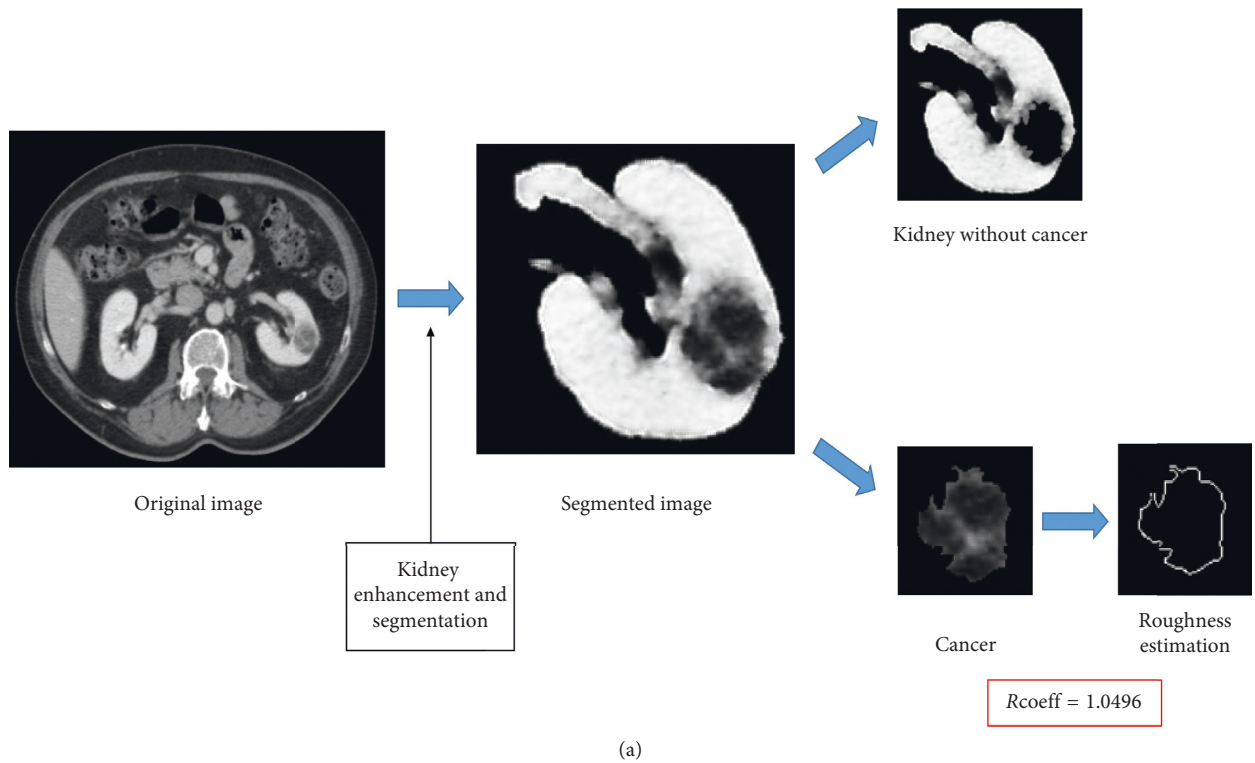 Kidney without cancer
Original image
Segmented image
Kidney
enhancement and
segmentation
Cancer
Roughness
estimation
Rcoeff = 1.0496
(a)